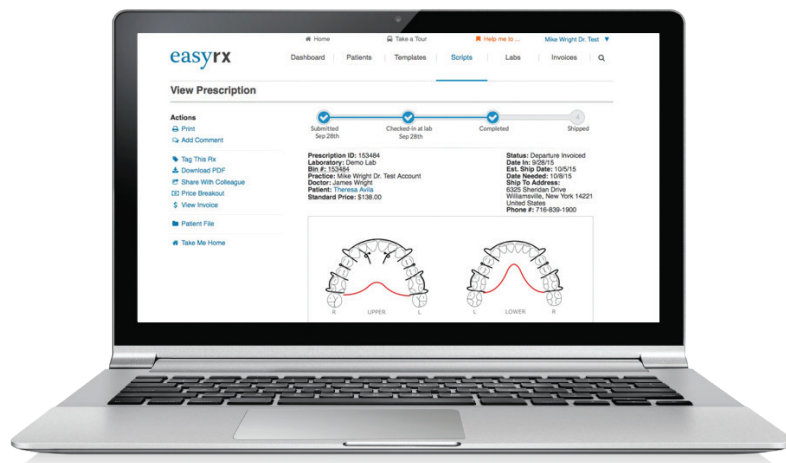 Home
Take a Tour
Help me to ...
Mike Wright Dr. Test
easyrx
Dashboard
Patients
Templates
Scripts
Labs
Invoices
View Prescription
Actions
Print
Add Comment
Tag This Rx
Download PDF
Share With Colleague
Price Breakout
$ View Invoice
Patient File
Take Me Home
Submitted
Sep 28th
Checked-in at lab
Sep 28th
Completed
4
Shipped
Prescription ID: 153484
Laboratory: Demo Lab
Bin #: 153484
Practice: Mike Wright Dr. Test Account
Doctor: James Wright
Patient: Theresa Avila
Standard Price: $138.00
Status: Departure Invoiced
Date In: 9/28/15
Est. Ship Date: 10/5/15
Date Needed: 10/8/15
Ship To Address:
6325 Sheridan Drive
Williamsville, New York 14221
United States
Phone #: 716-839-1900
R UPPER L
L LOWER R